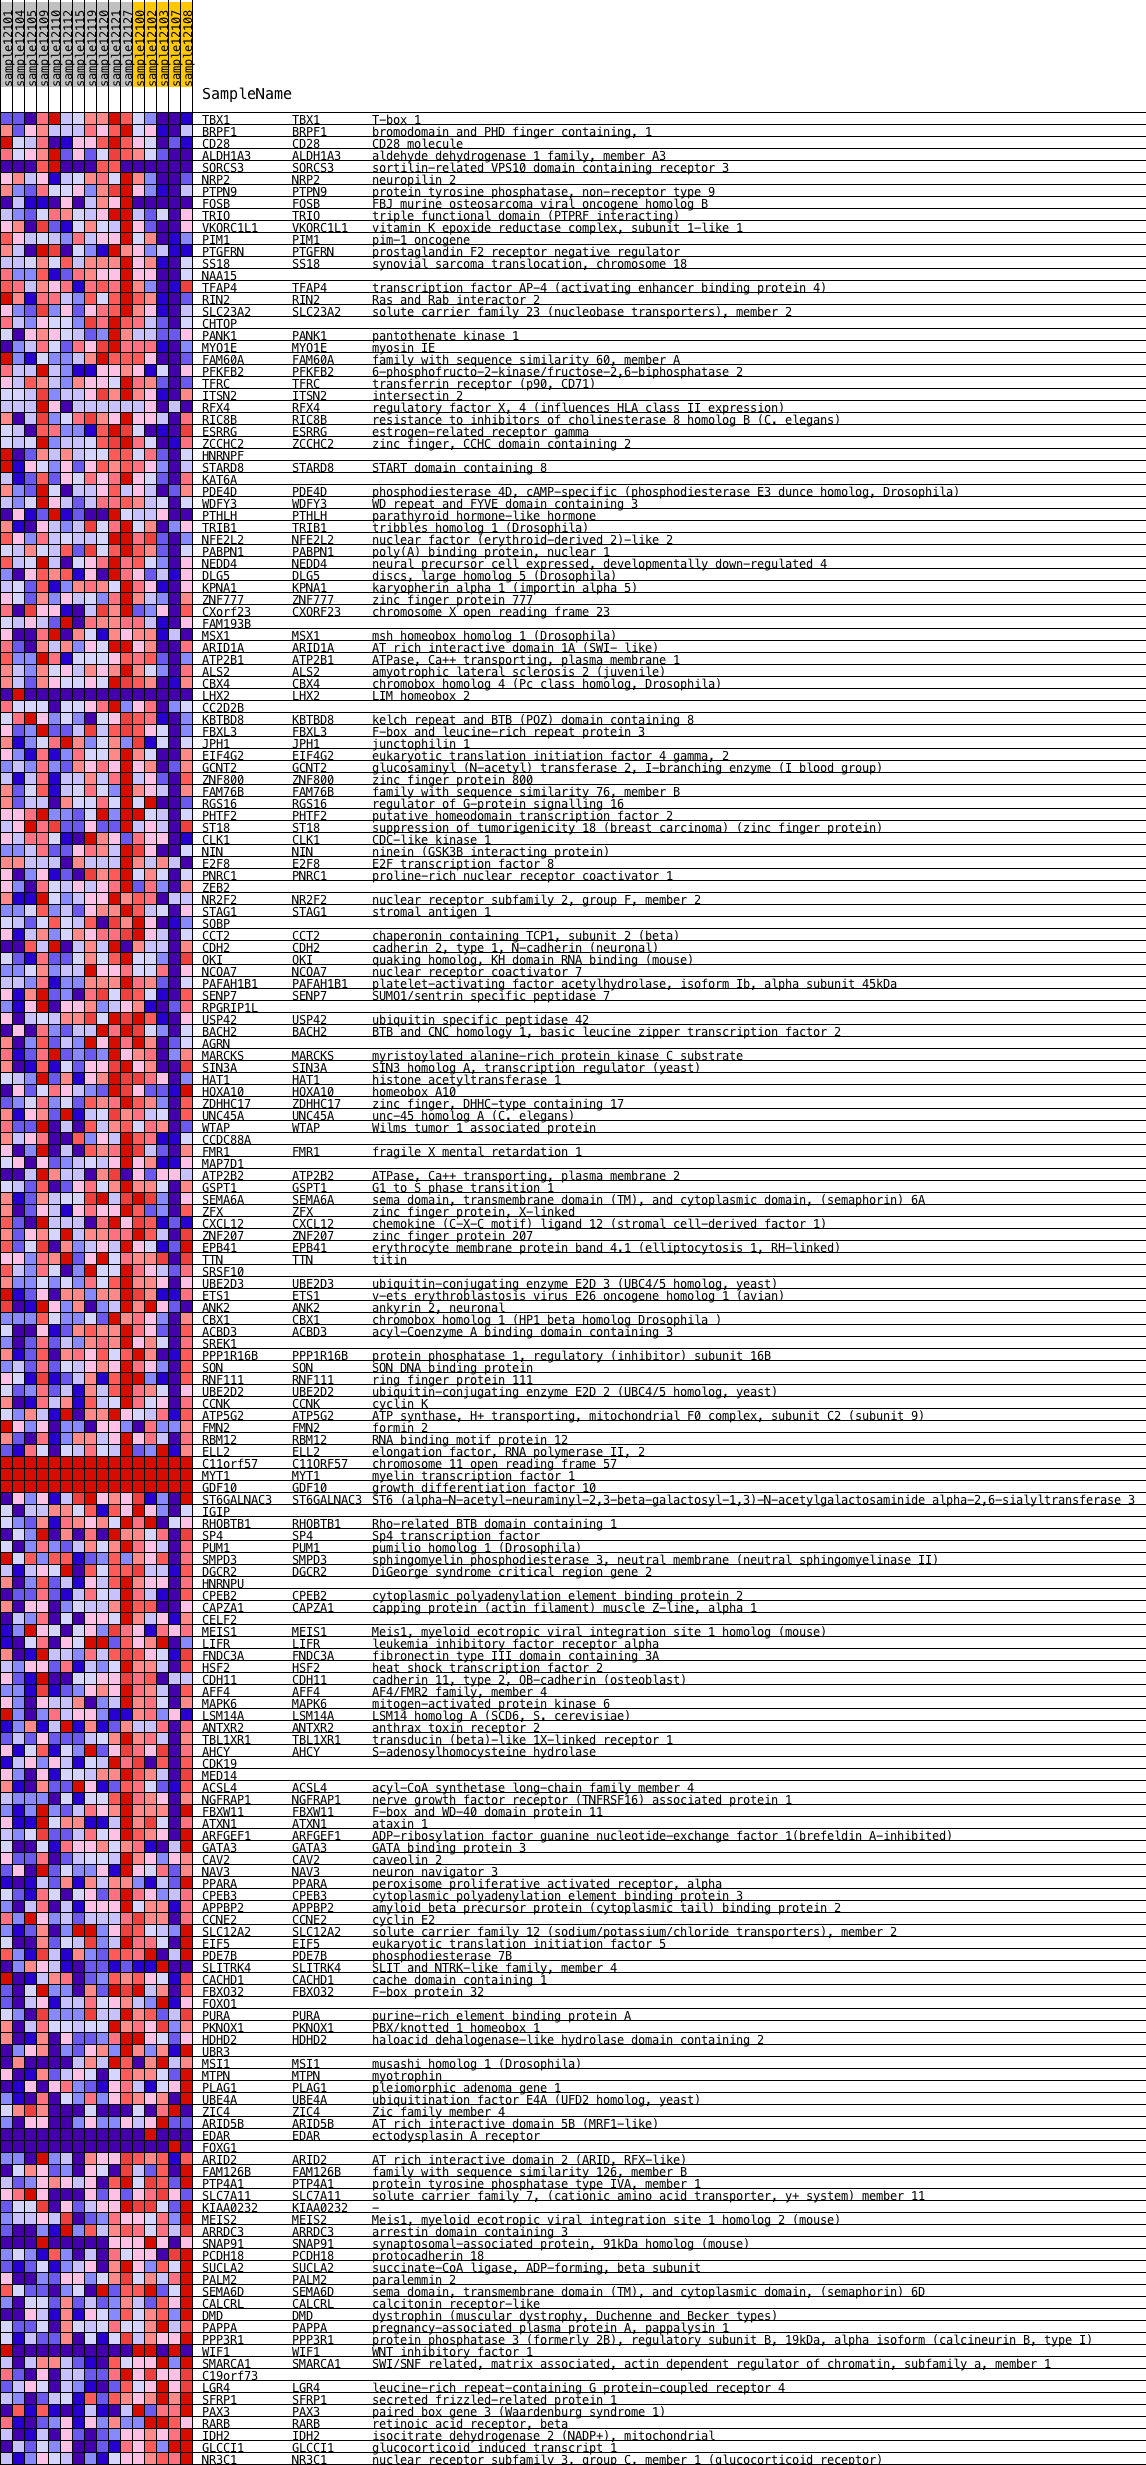 sample12101
sample12104
sample12105
sample12109
sample12110
sample12112
sample12115
sample12119
sample12120
sample12121
sample12127
sample12100
sample12102
sample12103
sample12107
sample12108
SampleName
TBX1 TBX1 T-box 1
BRPF1 BRPF1 bromodomain and PHD finger containing, 1
CD28 CD28 CD28 molecule
ALDH1A3 ALDH1A3 aldehyde dehydrogenase 1 family, member A3
SORCS3 SORCS3 sortilin-related VPS10 domain containing receptor 3
NRP2 NRP2 neuropilin 2
PTPN9 PTPN9 protein tyrosine phosphatase, non-receptor type 9
FOSB FOSB FBJ murine osteosarcoma viral oncogene homolog B
TRIO TRIO triple functional domain (PTPRF interacting)
VKORC1L1 VKORC1L1 vitamin K epoxide reductase complex, subunit 1-like 1
PIM1 PIM1 pim-1 oncogene
PTGFRN PTGFRN prostaglandin F2 receptor negative regulator
SS18 SS18 synovial sarcoma translocation, chromosome 18
NAA15
TFAP4 TFAP4 transcription factor AP-4 (activating enhancer binding protein 4)
RIN2 RIN2 Ras and Rab interactor 2
SLC23A2 SLC23A2 solute carrier family 23 (nucleobase transporters), member 2
CHTOP
PANK1 PANK1 pantothenate kinase 1
MYO1E MYO1E myosin IE
FAM60A FAM60A family with sequence similarity 60, member A
PFKFB2 PFKFB2 6-phosphofructo-2-kinase/fructose-2,6-biphosphatase 2
TFRC TFRC transferrin receptor (p90, CD71)
ITSN2 ITSN2 intersectin 2
RFX4 RFX4 regulatory factor X, 4 (influences HLA class II expression)
RIC8B RIC8B resistance to inhibitors of cholinesterase 8 homolog B (C. elegans)
ESRRG ESRRG estrogen-related receptor gamma
ZCCHC2 ZCCHC2 zinc finger, CCHC domain containing 2
HNRNPF
STARD8 STARD8 START domain containing 8
KAT6A
PDE4D PDE4D phosphodiesterase 4D, cAMP-specific (phosphodiesterase E3 dunce homolog, Drosophila)
WDFY3 WDFY3 WD repeat and FYVE domain containing 3
PTHLH PTHLH parathyroid hormone-like hormone
TRIB1 TRIB1 tribbles homolog 1 (Drosophila)
NFE2L2 NFE2L2 nuclear factor (erythroid-derived 2)-like 2
PABPN1 PABPN1 poly(A) binding protein, nuclear 1
NEDD4 NEDD4 neural precursor cell expressed, developmentally down-regulated 4
DLG5 DLG5 discs, large homolog 5 (Drosophila)
KPNA1 KPNA1 karyopherin alpha 1 (importin alpha 5)
ZNF777 ZNF777 zinc finger protein 777
CXorf23 CXORF23 chromosome X open reading frame 23
FAM193B
MSX1 MSX1 msh homeobox homolog 1 (Drosophila)
ARID1A ARID1A AT rich interactive domain 1A (SWI- like)
ATP2B1 ATP2B1 ATPase, Ca++ transporting, plasma membrane 1
ALS2 ALS2 amyotrophic lateral sclerosis 2 (juvenile)
CBX4 CBX4 chromobox homolog 4 (Pc class homolog, Drosophila)
LHX2 LHX2 LIM homeobox 2
CC2D2B
KBTBD8 KBTBD8 kelch repeat and BTB (POZ) domain containing 8
FBXL3 FBXL3 F-box and leucine-rich repeat protein 3
JPH1 JPH1 junctophilin 1
EIF4G2 EIF4G2 eukaryotic translation initiation factor 4 gamma, 2
GCNT2 GCNT2 glucosaminyl (N-acetyl) transferase 2, I-branching enzyme (I blood group)
ZNF800 ZNF800 zinc finger protein 800
FAM76B FAM76B family with sequence similarity 76, member B
RGS16 RGS16 regulator of G-protein signalling 16
PHTF2 PHTF2 putative homeodomain transcription factor 2
ST18 ST18 suppression of tumorigenicity 18 (breast carcinoma) (zinc finger protein)
CLK1 CLK1 CDC-like kinase 1
NIN NIN ninein (GSK3B interacting protein)
E2F8 E2F8 E2F transcription factor 8
PNRC1 PNRC1 proline-rich nuclear receptor coactivator 1
ZEB2
NR2F2 NR2F2 nuclear receptor subfamily 2, group F, member 2
STAG1 STAG1 stromal antigen 1
SOBP
CCT2 CCT2 chaperonin containing TCP1, subunit 2 (beta)
CDH2 CDH2 cadherin 2, type 1, N-cadherin (neuronal)
QKI QKI quaking homolog, KH domain RNA binding (mouse)
NCOA7 NCOA7 nuclear receptor coactivator 7
PAFAH1B1 PAFAH1B1 platelet-activating factor acetylhydrolase, isoform Ib, alpha subunit 45kDa
SENP7 SENP7 SUMO1/sentrin specific peptidase 7
RPGRIP1L
USP42 USP42 ubiquitin specific peptidase 42
BACH2 BACH2 BTB and CNC homology 1, basic leucine zipper transcription factor 2
AGRN
MARCKS MARCKS myristoylated alanine-rich protein kinase C substrate
SIN3A SIN3A SIN3 homolog A, transcription regulator (yeast)
HAT1 HAT1 histone acetyltransferase 1
HOXA10 HOXA10 homeobox A10
ZDHHC17 ZDHHC17 zinc finger, DHHC-type containing 17
UNC45A UNC45A unc-45 homolog A (C. elegans)
WTAP WTAP Wilms tumor 1 associated protein
CCDC88A
FMR1 FMR1 fragile X mental retardation 1
MAP7D1
ATP2B2 ATP2B2 ATPase, Ca++ transporting, plasma membrane 2
GSPT1 GSPT1 G1 to S phase transition 1
SEMA6A SEMA6A sema domain, transmembrane domain (TM), and cytoplasmic domain, (semaphorin) 6A
ZFX ZFX zinc finger protein, X-linked
CXCL12 CXCL12 chemokine (C-X-C motif) ligand 12 (stromal cell-derived factor 1)
ZNF207 ZNF207 zinc finger protein 207
EPB41 EPB41 erythrocyte membrane protein band 4.1 (elliptocytosis 1, RH-linked)
TTN TTN titin
SRSF10
UBE2D3 UBE2D3 ubiquitin-conjugating enzyme E2D 3 (UBC4/5 homolog, yeast)
ETS1 ETS1 v-ets erythroblastosis virus E26 oncogene homolog 1 (avian)
ANK2 ANK2 ankyrin 2, neuronal
CBX1 CBX1 chromobox homolog 1 (HP1 beta homolog Drosophila )
ACBD3 ACBD3 acyl-Coenzyme A binding domain containing 3
SREK1
PPP1R16B PPP1R16B protein phosphatase 1, regulatory (inhibitor) subunit 16B
SON SON SON DNA binding protein
RNF111 RNF111 ring finger protein 111
UBE2D2 UBE2D2 ubiquitin-conjugating enzyme E2D 2 (UBC4/5 homolog, yeast)
CCNK CCNK cyclin K
ATP5G2 ATP5G2 ATP synthase, H+ transporting, mitochondrial F0 complex, subunit C2 (subunit 9)
FMN2 FMN2 formin 2
RBM12 RBM12 RNA binding motif protein 12
ELL2 ELL2 elongation factor, RNA polymerase II, 2
C11orf57 C11ORF57 chromosome 11 open reading frame 57
MYT1 MYT1 myelin transcription factor 1
GDF10 GDF10 growth differentiation factor 10
ST6GALNAC3 ST6GALNAC3 ST6 (alpha-N-acetyl-neuraminyl-2,3-beta-galactosyl-1,3)-N-acetylgalactosaminide alpha-2,6-sialyltransferase 3
IGIP
RHOBTB1 RHOBTB1 Rho-related BTB domain containing 1
SP4 SP4 Sp4 transcription factor
PUM1 PUM1 pumilio homolog 1 (Drosophila)
SMPD3 SMPD3 sphingomyelin phosphodiesterase 3, neutral membrane (neutral sphingomyelinase II)
DGCR2 DGCR2 DiGeorge syndrome critical region gene 2
HNRNPU
CPEB2 CPEB2 cytoplasmic polyadenylation element binding protein 2
CAPZA1 CAPZA1 capping protein (actin filament) muscle Z-line, alpha 1
CELF2
MEIS1 MEIS1 Meis1, myeloid ecotropic viral integration site 1 homolog (mouse)
LIFR LIFR leukemia inhibitory factor receptor alpha
FNDC3A FNDC3A fibronectin type III domain containing 3A
HSF2 HSF2 heat shock transcription factor 2
CDH11 CDH11 cadherin 11, type 2, OB-cadherin (osteoblast)
AFF4 AFF4 AF4/FMR2 family, member 4
MAPK6 MAPK6 mitogen-activated protein kinase 6
LSM14A LSM14A LSM14 homolog A (SCD6, S. cerevisiae)
ANTXR2 ANTXR2 anthrax toxin receptor 2
TBL1XR1 TBL1XR1 transducin (beta)-like 1X-linked receptor 1
AHCY AHCY S-adenosylhomocysteine hydrolase
CDK19
MED14
ACSL4 ACSL4 acyl-CoA synthetase long-chain family member 4
NGFRAP1 NGFRAP1 nerve growth factor receptor (TNFRSF16) associated protein 1
FBXW11 FBXW11 F-box and WD-40 domain protein 11
ATXN1 ATXN1 ataxin 1
ARFGEF1 ARFGEF1 ADP-ribosylation factor guanine nucleotide-exchange factor 1(brefeldin A-inhibited)
GATA3 GATA3 GATA binding protein 3
CAV2 CAV2 caveolin 2
NAV3 NAV3 neuron navigator 3
PPARA PPARA peroxisome proliferative activated receptor, alpha
CPEB3 CPEB3 cytoplasmic polyadenylation element binding protein 3
APPBP2 APPBP2 amyloid beta precursor protein (cytoplasmic tail) binding protein 2
CCNE2 CCNE2 cyclin E2
SLC12A2 SLC12A2 solute carrier family 12 (sodium/potassium/chloride transporters), member 2
EIF5 EIF5 eukaryotic translation initiation factor 5
PDE7B PDE7B phosphodiesterase 7B
SLITRK4 SLITRK4 SLIT and NTRK-like family, member 4
CACHD1 CACHD1 cache domain containing 1
FBXO32 FBXO32 F-box protein 32
FOXO1
PURA PURA purine-rich element binding protein A
PKNOX1 PKNOX1 PBX/knotted 1 homeobox 1
HDHD2 HDHD2 haloacid dehalogenase-like hydrolase domain containing 2
UBR3
MSI1 MSI1 musashi homolog 1 (Drosophila)
MTPN MTPN myotrophin
PLAG1 PLAG1 pleiomorphic adenoma gene 1
UBE4A UBE4A ubiquitination factor E4A (UFD2 homolog, yeast)
ZIC4 ZIC4 Zic family member 4
ARID5B ARID5B AT rich interactive domain 5B (MRF1-like)
EDAR EDAR ectodysplasin A receptor
FOXG1
ARID2 ARID2 AT rich interactive domain 2 (ARID, RFX-like)
FAM126B FAM126B family with sequence similarity 126, member B
PTP4A1 PTP4A1 protein tyrosine phosphatase type IVA, member 1
SLC7A11 SLC7A11 solute carrier family 7, (cationic amino acid transporter, y+ system) member 11
KIAA0232 KIAA0232 -
MEIS2 MEIS2 Meis1, myeloid ecotropic viral integration site 1 homolog 2 (mouse)
ARRDC3 ARRDC3 arrestin domain containing 3
SNAP91 SNAP91 synaptosomal-associated protein, 91kDa homolog (mouse)
PCDH18 PCDH18 protocadherin 18
SUCLA2 SUCLA2 succinate-CoA ligase, ADP-forming, beta subunit
PALM2 PALM2 paralemmin 2
SEMA6D SEMA6D sema domain, transmembrane domain (TM), and cytoplasmic domain, (semaphorin) 6D
CALCRL CALCRL calcitonin receptor-like
DMD DMD dystrophin (muscular dystrophy, Duchenne and Becker types)
PAPPA PAPPA pregnancy-associated plasma protein A, pappalysin 1
PPP3R1 PPP3R1 protein phosphatase 3 (formerly 2B), regulatory subunit B, 19kDa, alpha isoform (calcineurin B, type I)
WIF1 WIF1 WNT inhibitory factor 1
SMARCA1 SMARCA1 SWI/SNF related, matrix associated, actin dependent regulator of chromatin, subfamily a, member 1
C19orf73
LGR4 LGR4 leucine-rich repeat-containing G protein-coupled receptor 4
SFRP1 SFRP1 secreted frizzled-related protein 1
PAX3 PAX3 paired box gene 3 (Waardenburg syndrome 1)
RARB RARB retinoic acid receptor, beta
IDH2 IDH2 isocitrate dehydrogenase 2 (NADP+), mitochondrial
GLCCI1 GLCCI1 glucocorticoid induced transcript 1
NR3C1 NR3C1 nuclear receptor subfamily 3, group C, member 1 (glucocorticoid receptor)